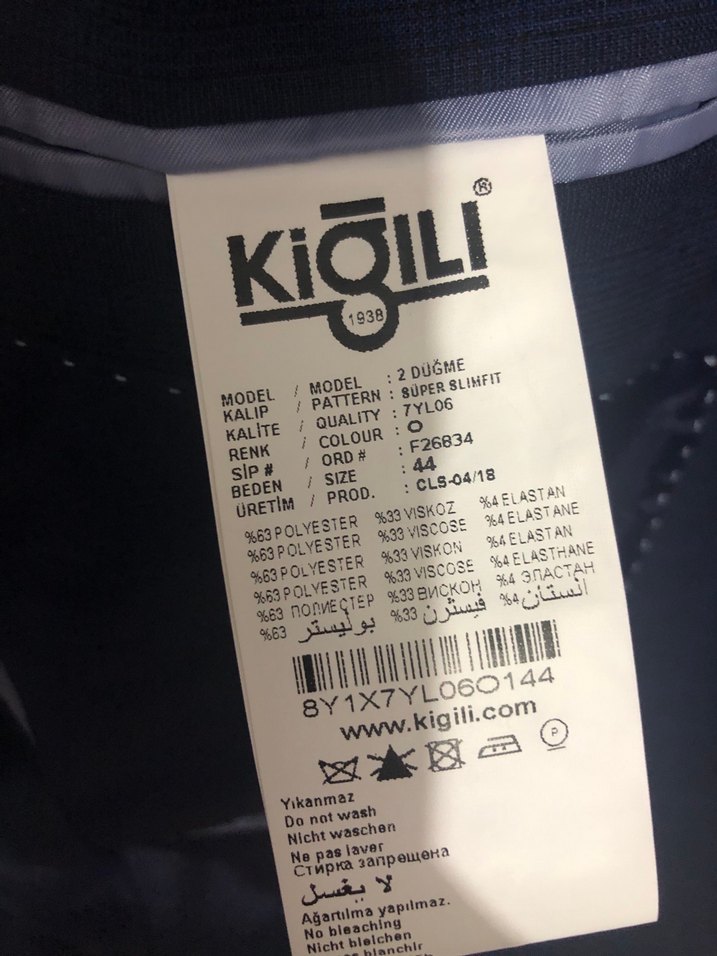 KiĞILI ®
1938
MODEL / MODEL : 2 DÜĞME
KALIP / PATTERN : SÜPER SLIMFIT
KALİTE / QUALITY : 7YL06
RENK / COLOUR : O
SİP # / ORD # : F26834
BEDEN / SIZE : 44
ÜRETİM / PROD. : CLS-04/18
%63 POLYESTER %33 VISKOZ %4 ELASTAN
%63 POLYESTER %33 VISCOSE %4 ELASTANE
%63 POLYESTER %33 VISKON %4 ELASTAN
%63 POLYESTER %33 VISCOSE %4 ELASTHANE
%63 ПОЛИЕСТЕР %33 ВИСКОН %4 ЭЛАСТАН
%63 بوليستر %33 فيسثرن %4 انستان
8Y1X7YL06O144
www.kigili.com
P
Yıkanmaz
Do not wash
Nicht waschen
Ne pas laver
Стирка запрещена
لا يغسل
Ağartılma yapılmaz.
No bleaching
Nicht bleichen
blanchir